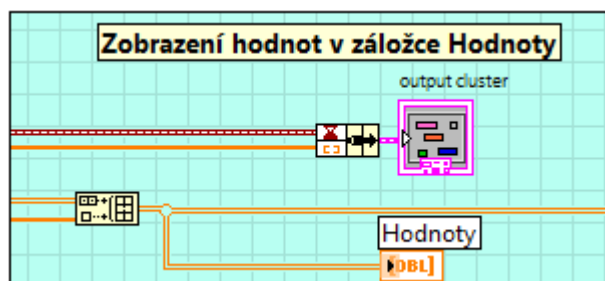 Zobrazení hodnot v záložce Hodnoty
output cluster
Hodnoty
DBL